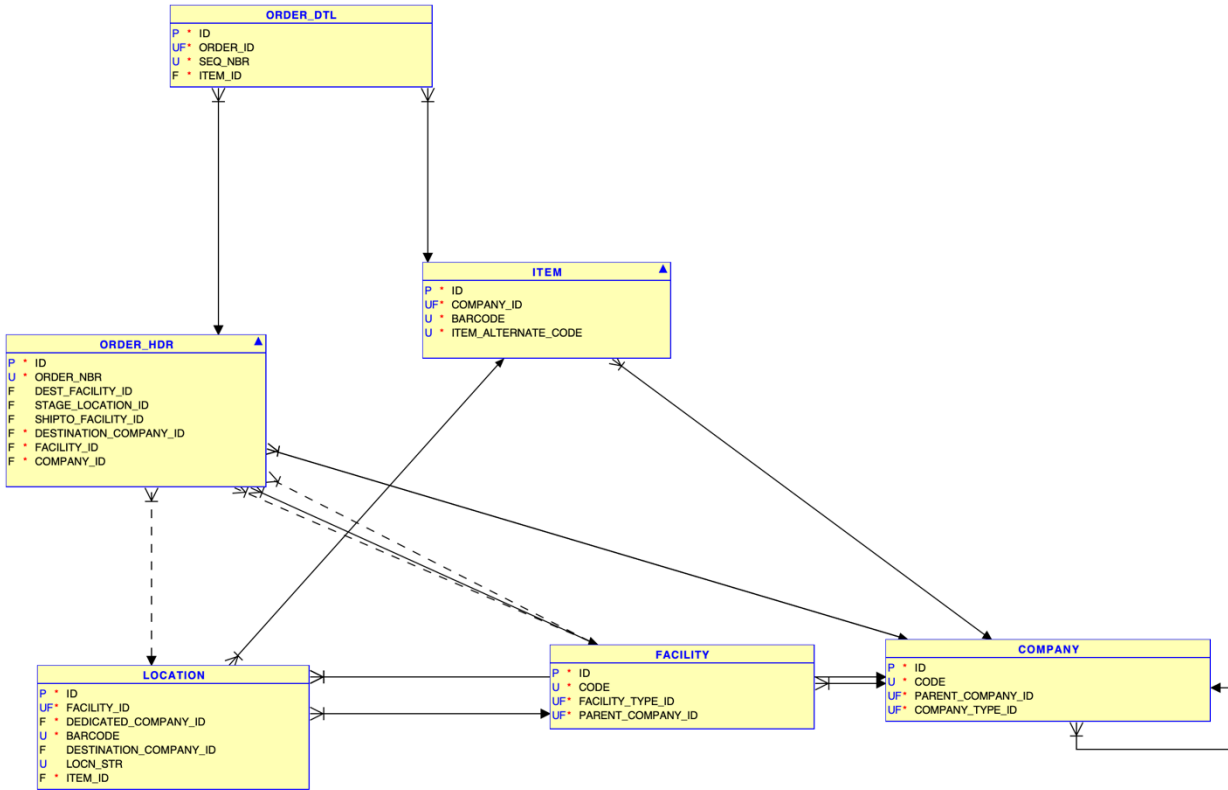 ORDER_DTL
P * ID
UF* ORDER_ID
U * SEQ_NBR
F * ITEM_ID
ITEM
P * ID
UF* COMPANY_ID
U * BARCODE
U * ITEM_ALTERNATE_CODE
ORDER_HDR
P * ID
U * ORDER_NBR
F DEST_FACILITY_ID
F STAGE_LOCATION_ID
F SHIPTO_FACILITY_ID
F * DESTINATION_COMPANY_ID
F * FACILITY_ID
F * COMPANY_ID
LOCATION
P * ID
UF* FACILITY_ID
F * DEDICATED_COMPANY_ID
U * BARCODE
F DESTINATION_COMPANY_ID
U LOCN_STR
F * ITEM_ID
FACILITY
P * ID
U * CODE
UF* FACILITY_TYPE_ID
UF* PARENT_COMPANY_ID
COMPANY
P * ID
U * CODE
UF* PARENT_COMPANY_ID
UF* COMPANY_TYPE_ID